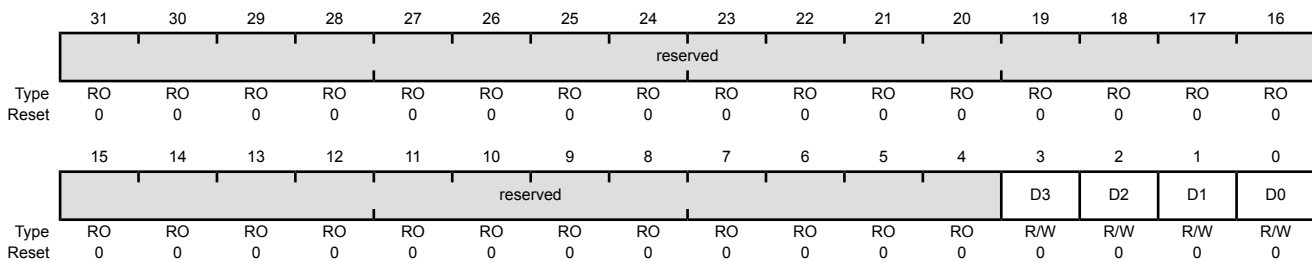 31 30 29 28 27 26 25 24 23 22 21 20 19 18 17 16
reserved
Type RO RO RO RO RO RO RO RO RO RO RO RO RO RO RO RO
Reset 0 0 0 0 0 0 0 0 0 0 0 0 0 0 0 0
15 14 13 12 11 10 9 8 7 6 5 4 3 2 1 0
reserved D3 D2 D1 D0
Type RO RO RO RO RO RO RO RO RO RO RO RO R/W R/W R/W R/W
Reset 0 0 0 0 0 0 0 0 0 0 0 0 0 0 0 0